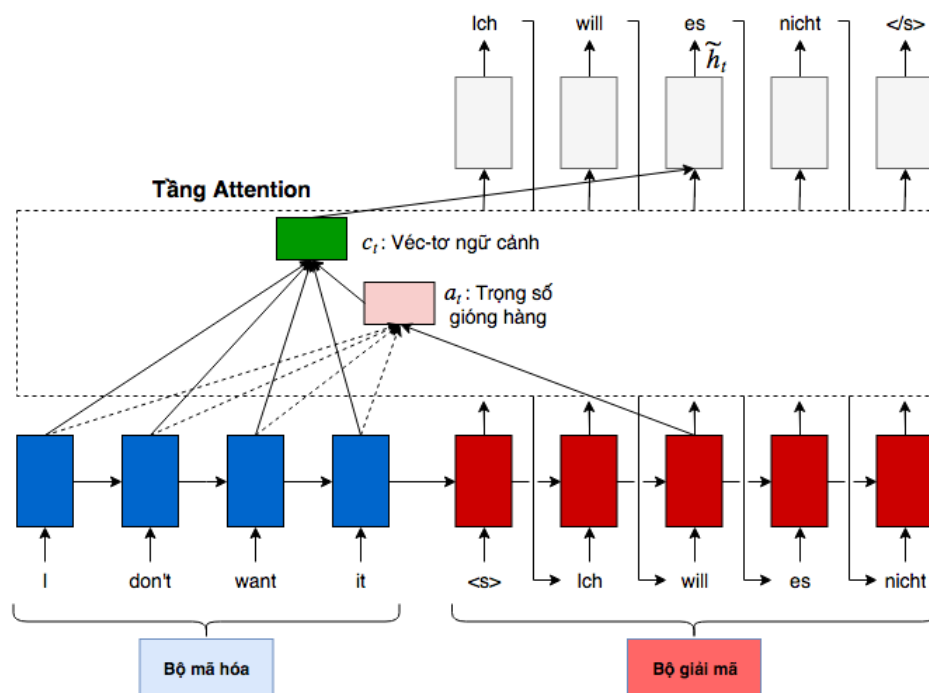 Ich will es nicht </s>
h̃ₜ
Tầng Attention
cₜ : Véc-tơ ngữ cảnh
aₜ : Trọng số
gióng hàng
I don't want it <s> Ich will es nicht
Bộ mã hóa Bộ giải mã